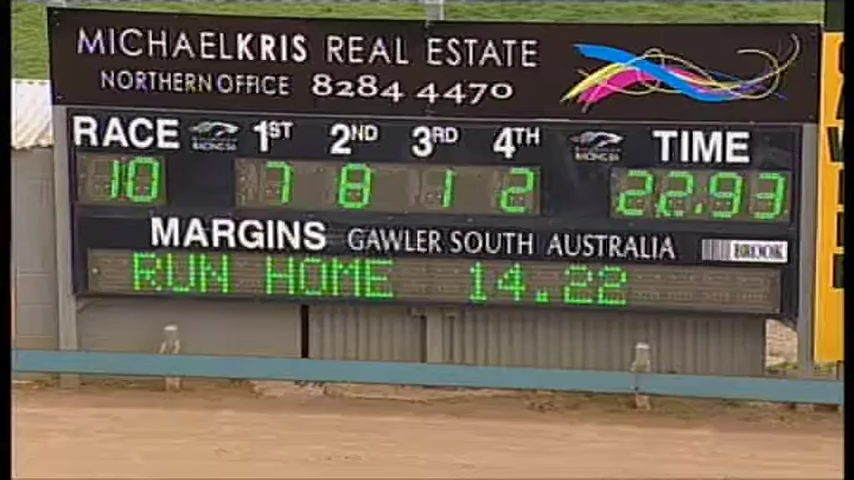 MICHAELKRIS REAL ESTATE
NORTHERN OFFICE 8284 4470
RACE 1ST 2ND 3RD 4TH TIME
10 7 8 1 2 22.93
MARGINS GAWLER SOUTH AUSTRALIA BROOK
RUN HOME 14.22